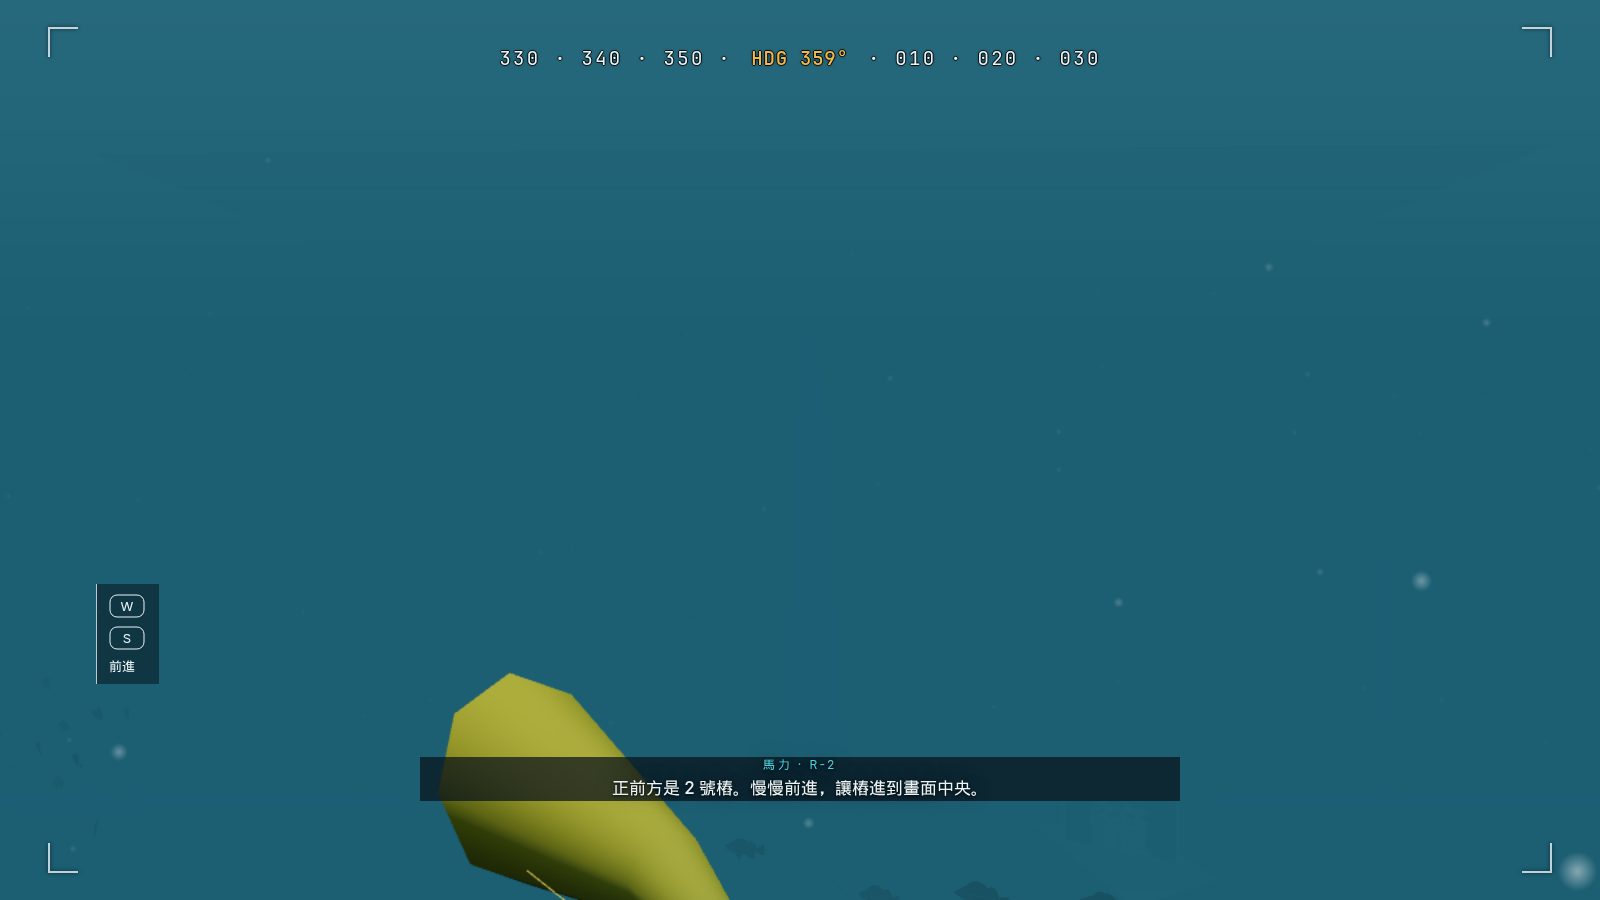 330 · 340 · 350 · HDG 359° · 010 · 020 · 030
W
S
前進
馬力 · R-2
正前方是 2 號樁。慢慢前進，讓樁進到畫面中央。